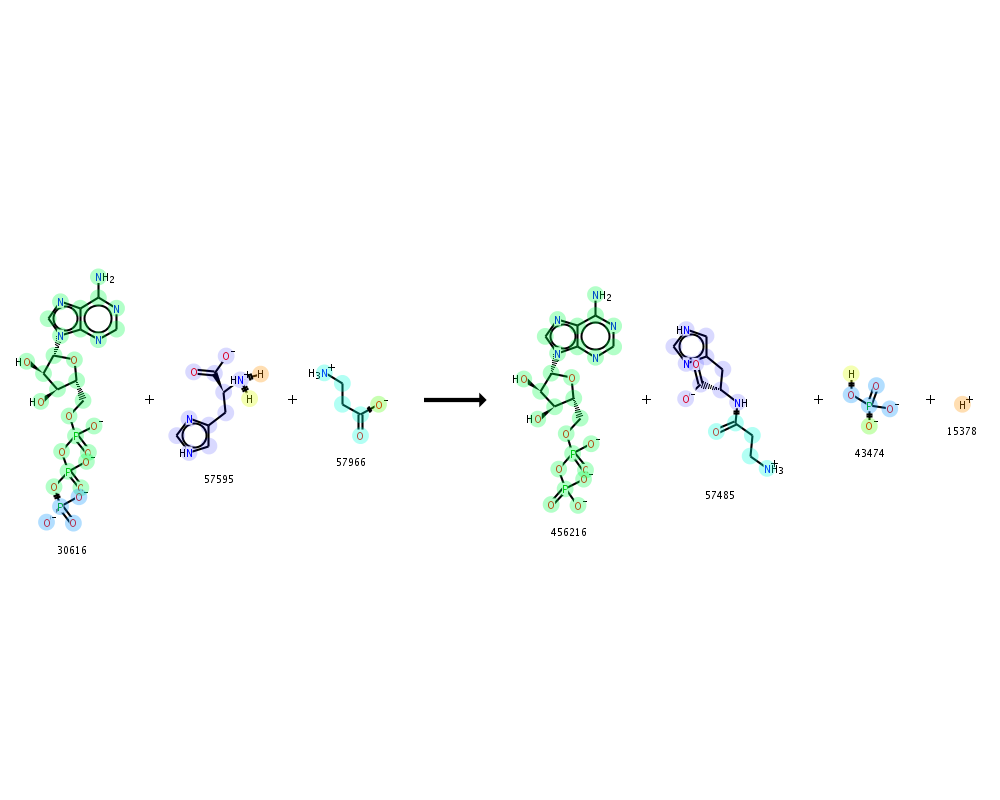 NH2
N
N
N
N
HO
O
HO
O
P
O-
O
O
O-
P
O
O
O-
P
O-
O
30616
+
O-
O
HN+
H
H
N
HN
57595
+
H3N+
O-
O
57966
NH2
N
N
N
N
HO
O
HO
O
P
O-
O
O
O-
P
O
O-
456216
+
HN
N
O
O-
NH
O
NH3+
57485
+
H
O
O
P
O-
O-
43474
+
H+
15378